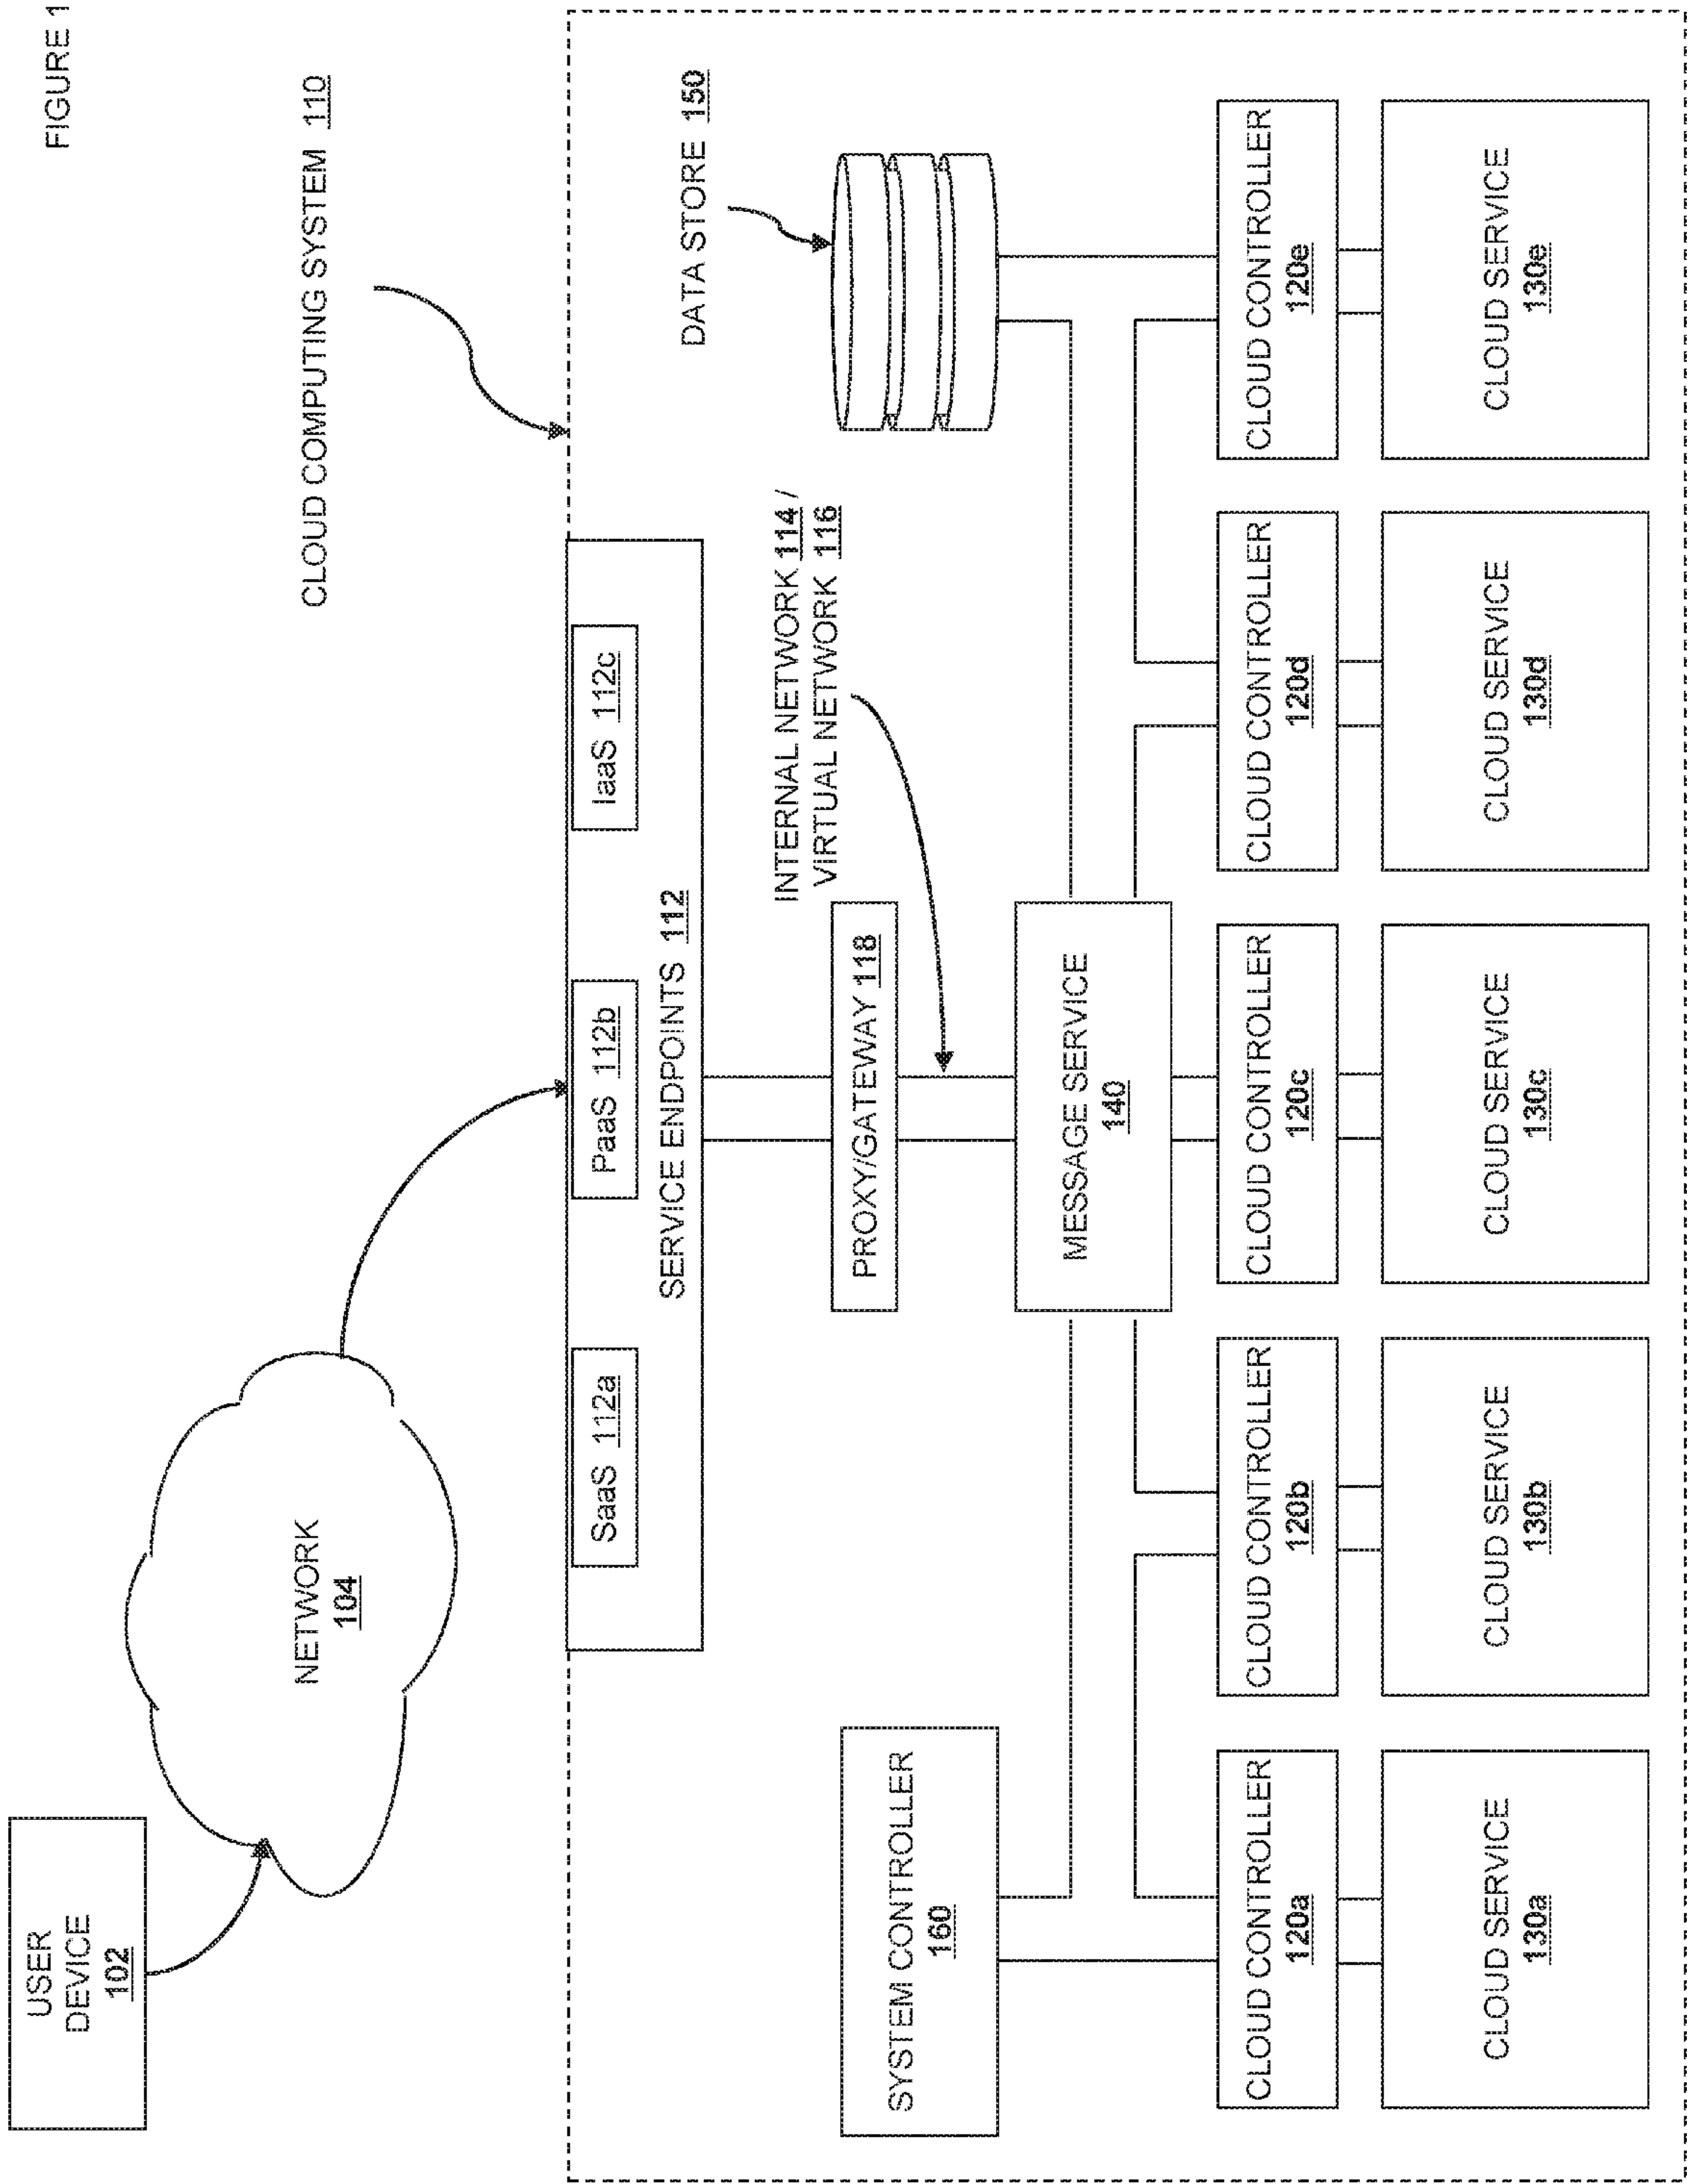 FIGURE 1
USER
DEVICE
102
NETWORK
104
CLOUD COMPUTING SYSTEM 110
SaaS 112a
PaaS 112b
IaaS 112c
SERVICE ENDPOINTS 112
DATA STORE 150
INTERNAL NETWORK 114 /
VIRTUAL NETWORK 116
SYSTEM CONTROLLER
160
PROXY/GATEWAY 118
MESSAGE SERVICE
140
CLOUD CONTROLLER
120a
CLOUD CONTROLLER
120b
CLOUD CONTROLLER
120c
CLOUD CONTROLLER
120d
CLOUD CONTROLLER
120e
CLOUD SERVICE
130a
CLOUD SERVICE
130b
CLOUD SERVICE
130c
CLOUD SERVICE
130d
CLOUD SERVICE
130e